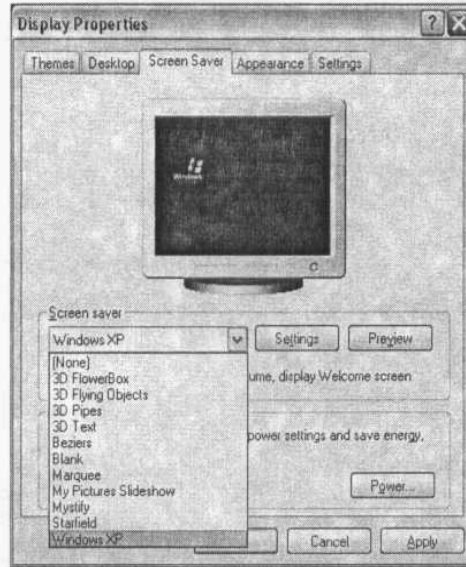 Display Properties
? X
Themes Desktop Screen Saver Appearance Settings
Windows
Screen saver
Windows XP Settings Preview
(None)
3D FlowerBox
3D Flying Objects ume, display Welcome screen
3D Pipes
3D Text
Beziers power settings and save energy,
Blank
Marquee
My Pictures Slideshow Power...
Mystify
Starfield
Windows XP Cancel Apply